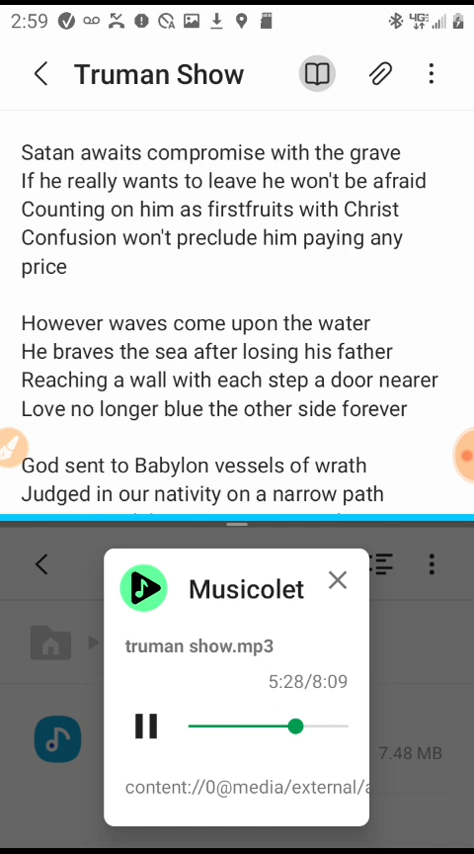 2:59
4GE
Truman Show
Satan awaits compromise with the grave
If he really wants to leave he won't be afraid
Counting on him as firstfruits with Christ
Confusion won't preclude him paying any
price
However waves come upon the water
He braves the sea after losing his father
Reaching a wall with each step a door nearer
Love no longer blue the other side forever
God sent to Babylon vessels of wrath
Judged in our nativity on a narrow path
Musicolet
truman show.mp3
5:28/8:09
7.48 MB
content://0@media/external/a